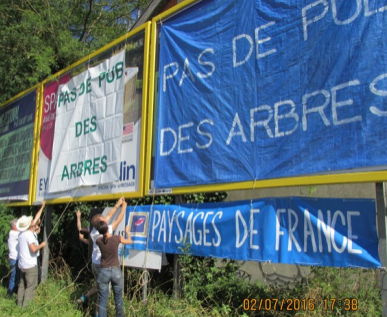 PAS DE PUB
DES
ARBRES
PAS DE PUB
DES ARBRES
PAYSAGES DE FRANCE
02/07/2016 17:38